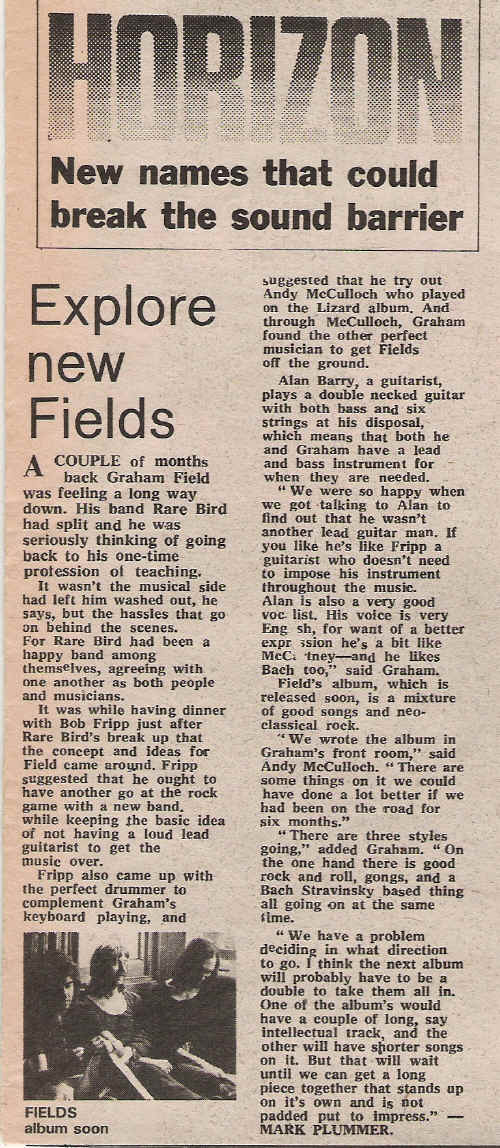 HORIZON
New names that could
break the sound barrier
Explore
new
Fields
A COUPLE of months
back Graham Field
was feeling a long way
down. His band Rare Bird
had split and he was
seriously thinking of going
back to his one-time
profession of teaching.
It wasn't the musical side
had left him washed out, he
says, but the hassles that go
on behind the scenes.
For Rare Bird had been a
happy band among
themselves, agreeing with
one another as both people
and musicians.
It was while having dinner
with Bob Fripp just after
Rare Bird's break up that
the concept and ideas for
Field came around. Fripp
suggested that he ought to
have another go at the rock
game with a new band,
while keeping the basic idea
of not having a loud lead
guitarist to get the
music over.
Fripp also came up with
the perfect drummer to
complement Graham's
keyboard playing, and
FIELDS
album soon
suggested that he try out
Andy McCulloch who played
on the Lizard album. And
through McCulloch, Graham
found the other perfect
musician to get Fields
off the ground.
Alan Barry, a guitarist,
plays a double necked guitar
with both bass and six
strings at his disposal,
which means that both he
and Graham have a lead
and bass instrument for
when they are needed.
"We were so happy when
we got talking to Alan to
find out that he wasn't
another lead guitar man. If
you like he's like Fripp a
guitarist who doesn't need
to impose his instrument
throughout the music.
Alan is also a very good
voc list. His voice is very
Eng sh, for want of a better
expr ssion he's a bit like
McC tney—and he likes
Bach too," said Graham.
Field's album, which is
released soon, is a mixture
of good songs and neo-
classical rock.
"We wrote the album in
Graham's front room," said
Andy McCulloch. "There are
some things on it we could
have done a lot better if we
had been on the road for
six months."
"There are three styles
going," added Graham. "On
the one hand there is good
rock and roll, gongs, and a
Bach Stravinsky based thing
all going on at the same
time.
"We have a problem
deciding in what direction
to go. I think the next album
will probably have to be a
double to take them all in.
One of the album's would
have a couple of long, say
intellectual track, and the
other will have shorter songs
on it. But that will wait
until we can get a long
piece together that stands up
on it's own and is not
padded put to impress." —
MARK PLUMMER.